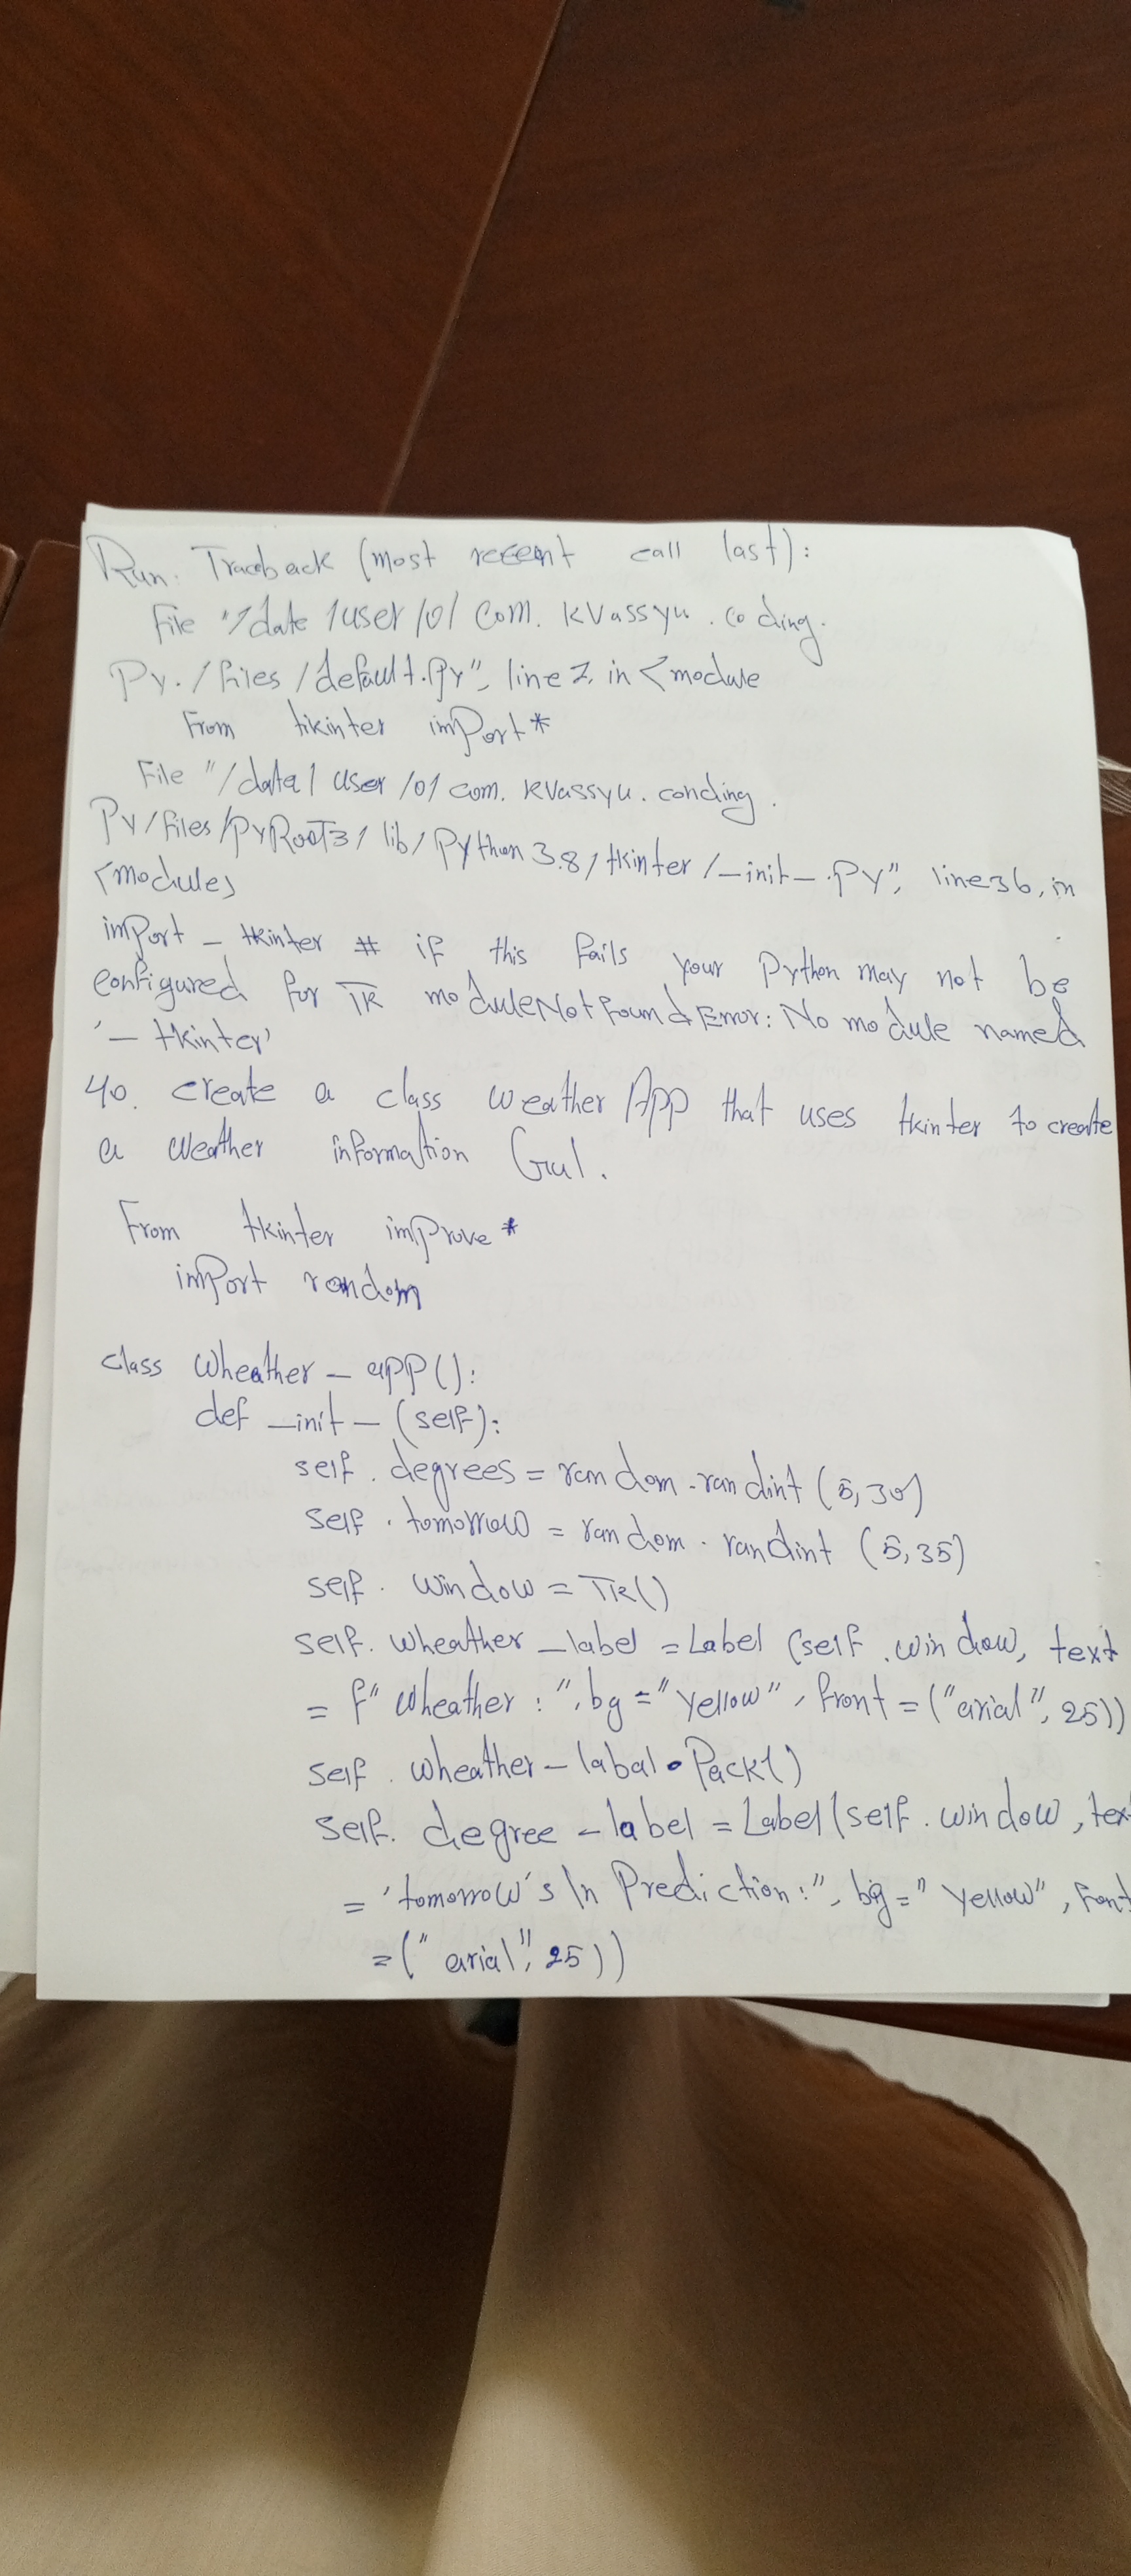 Run. Traceback (most recent call last):
File "/date /user /0/ com. kvassyu . coding.
Py. / files / default.py", line 2, in <module
From tikinter import *
File "/data / user /0/ com. kvassyu. conding.
Py / files / pyRoot3 / lib / Python 3.8 / tkinter / _init_ .py", line 36, in
<module>
import _ tkinter # if this fails your Python may not be
configured for TK moduleNotFoundError: No module named
'_ tkinter'
40. create a class weather App that uses tkinter to create
a weather information Gul.
From tkinter improve *
import random
class wheather _ app():
def _init_ (self):
self . degrees = random . randint (5, 30)
self . tomorrow = random . randint (5, 35)
self . window = TK()
self. wheather _label = Label (self . window, text
= f" wheather : ", bg = "yellow", front = ("arial", 25))
self . wheather _ labal . Pack()
self. degree _label = Label (self . window ,
= 'tomorrow's \n Prediction :", bg = " yellow", Font
= (" arial", 25))